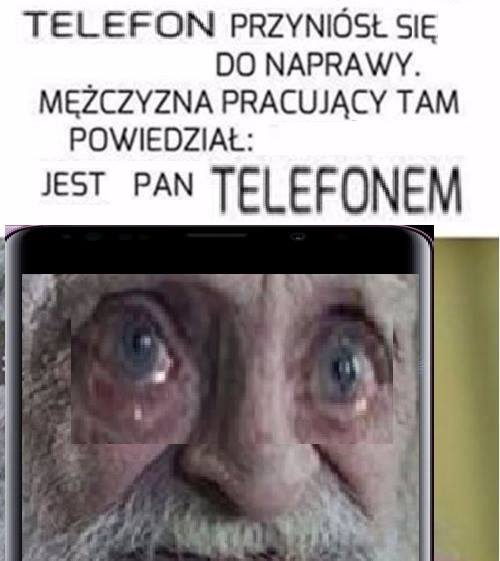 TELEFON PRZYNIÓSŁ SIĘ
DO NAPRAWY.
MĘŻCZYZNA PRACUJĄCY TAM
POWIEDZIAŁ:
JEST PAN TELEFONEM